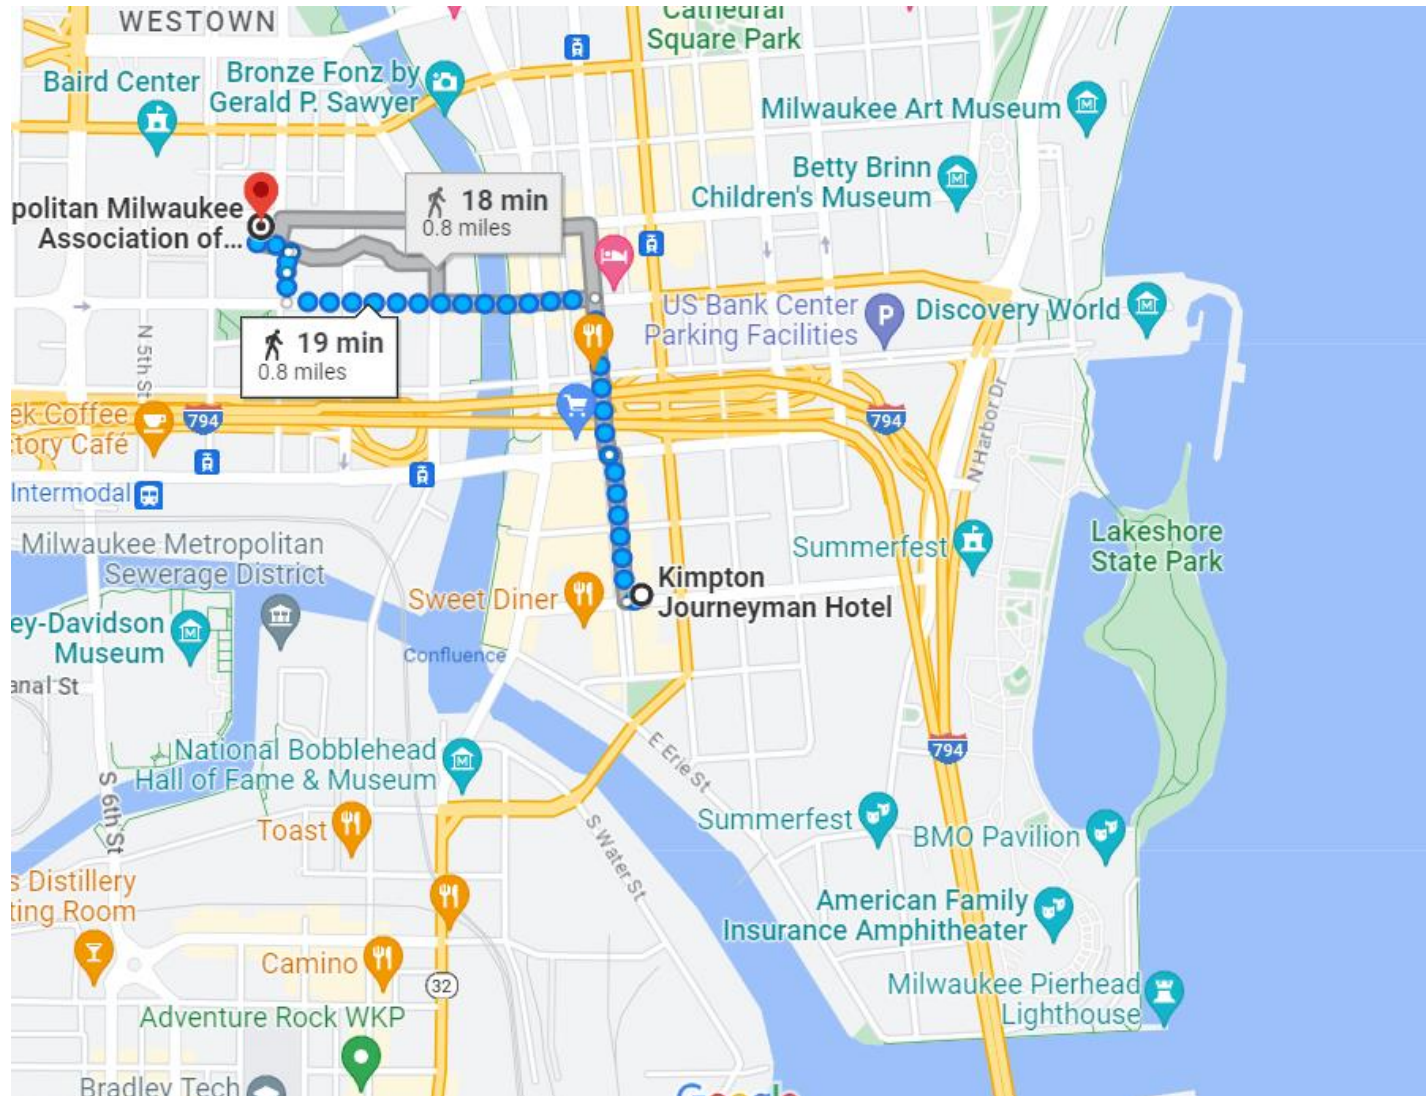 WESTOWN
Cathedral
Square Park
Baird Center
Bronze Fonz by
Gerald P. Sawyer
Milwaukee Art Museum
Betty Brinn
Children's Museum
politan Milwaukee
Association of...
18 min
0.8 miles
US Bank Center
Parking Facilities
P
Discovery World
19 min
0.8 miles
N 5th St
ek Coffee
ctory Café
794
794
N Harbor Dr
Intermodal
Milwaukee Metropolitan
Sewerage District
Summerfest
Lakeshore
State Park
Kimpton
Journeyman Hotel
Sweet Diner
ey-Davidson
Museum
Confluence
anal St
National Bobblehead
Hall of Fame & Museum
E Erie St
794
S 6th St
Toast
S Water St
Summerfest
BMO Pavilion
s Distillery
ting Room
American Family
Insurance Amphitheater
Camino
32
Milwaukee Pierhead
Lighthouse
Adventure Rock WKP
Bradley Tech
Google